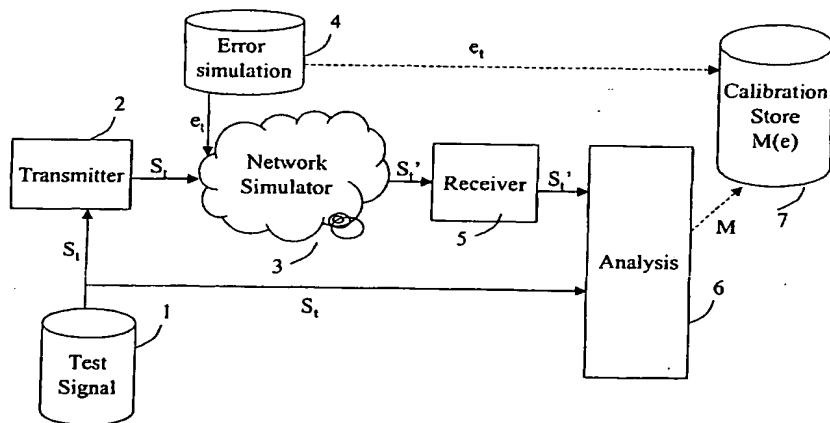 4
Error
simulation
e_t
Calibration
Store
M(e)
7
2
Transmitter
S_t
e_t
Network
Simulator
3
S_t'
Receiver
5
S_t'
Analysis
6
M
S_t
S_t
1
Test
Signal